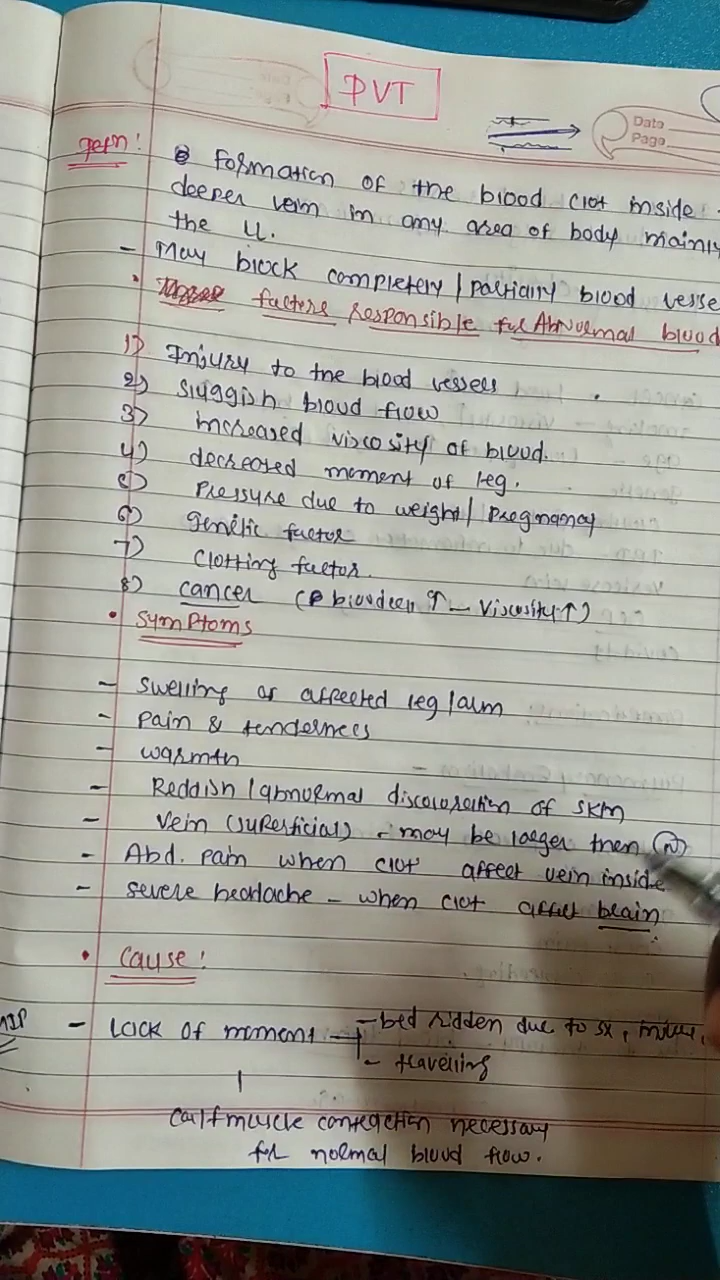 DVT
Date
Page
Defn:
Formation of the blood clot inside
deeper vein in any area of body mainly
the LL.
- May block completely / partially blood vesse
• factors Responsible for Abnormal blood
1) Injury to the blood vessels
2) sluggish blood flow
3) increased viscosity of blood.
4) decreased moment of leg.
5) Pressure due to weight / pregnancy
6) genetic factor
7) Clotting factor.
8) cancer ( ↑ - viscosity ↑)
• Symptoms
- swelling of affected leg / arm
- Pain & tenderness
- warmth
- Reddish / abnormal discoloration of skin
- vein (superficial) - may be larger then (N)
- Abd. pain when clot affect vein inside
- severe headache - when clot affect brain
• Cause:
- Lack of moment - bed ridden due to sx,
- travelling
calf muscle contraction necessary
for normal blood flow.